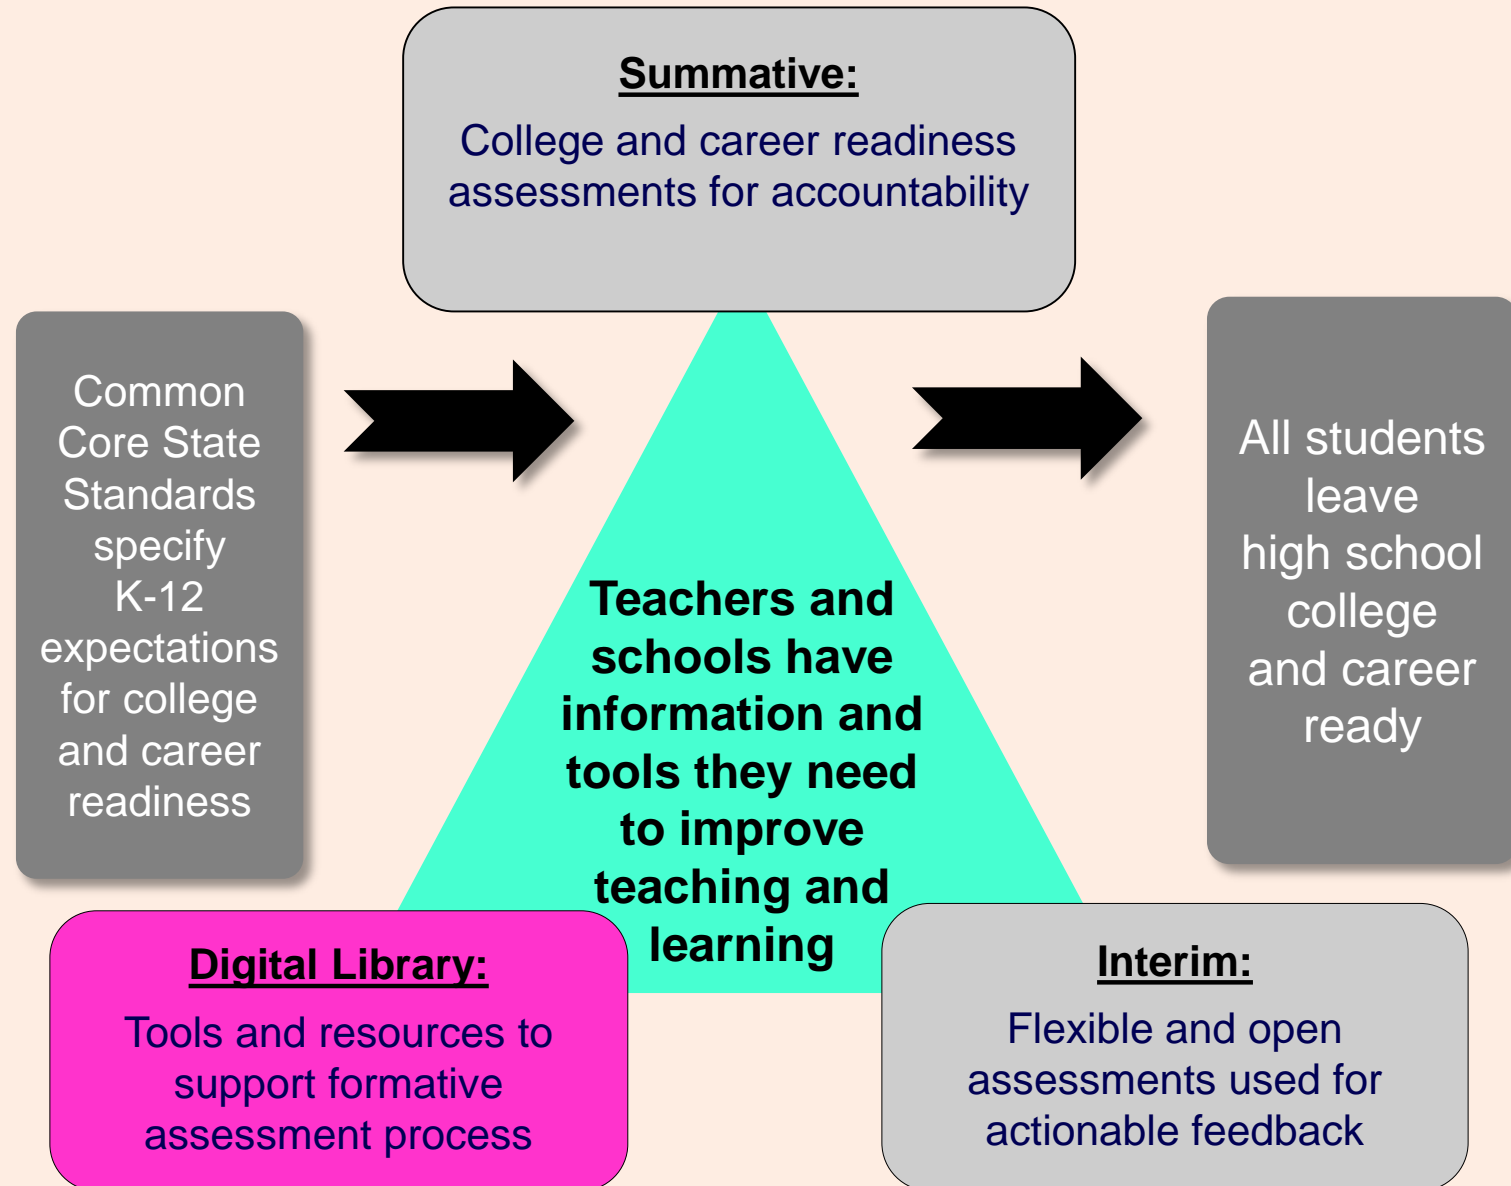 Summative:
College and career readiness
assessments for accountability
Common
Core State
Standards
specify
K-12
expectations
for college
and career
readiness
Teachers and
schools have
information and
tools they need
to improve
teaching and
learning
All students
leave
high school
college
and career
ready
Digital Library:
Tools and resources to
support formative
assessment process
Interim:
Flexible and open
assessments used for
actionable feedback